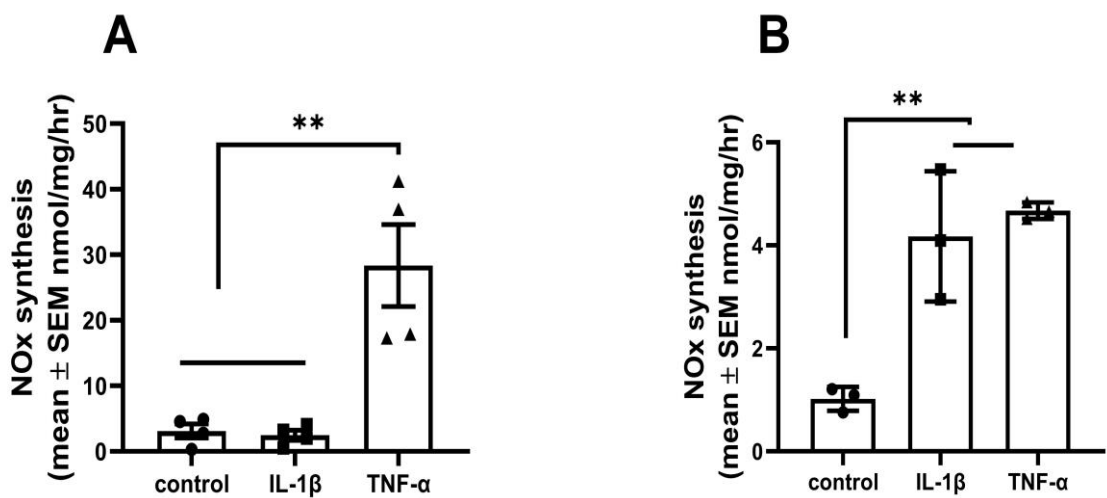 A
NOx synthesis
(mean ± SEM nmol/mg/hr)
**
50
40
30
20
10
0
control IL-1β TNF-α
B
NOx synthesis
(mean ± SEM nmol/mg/hr)
**
6
4
2
0
control IL-1β TNF-α